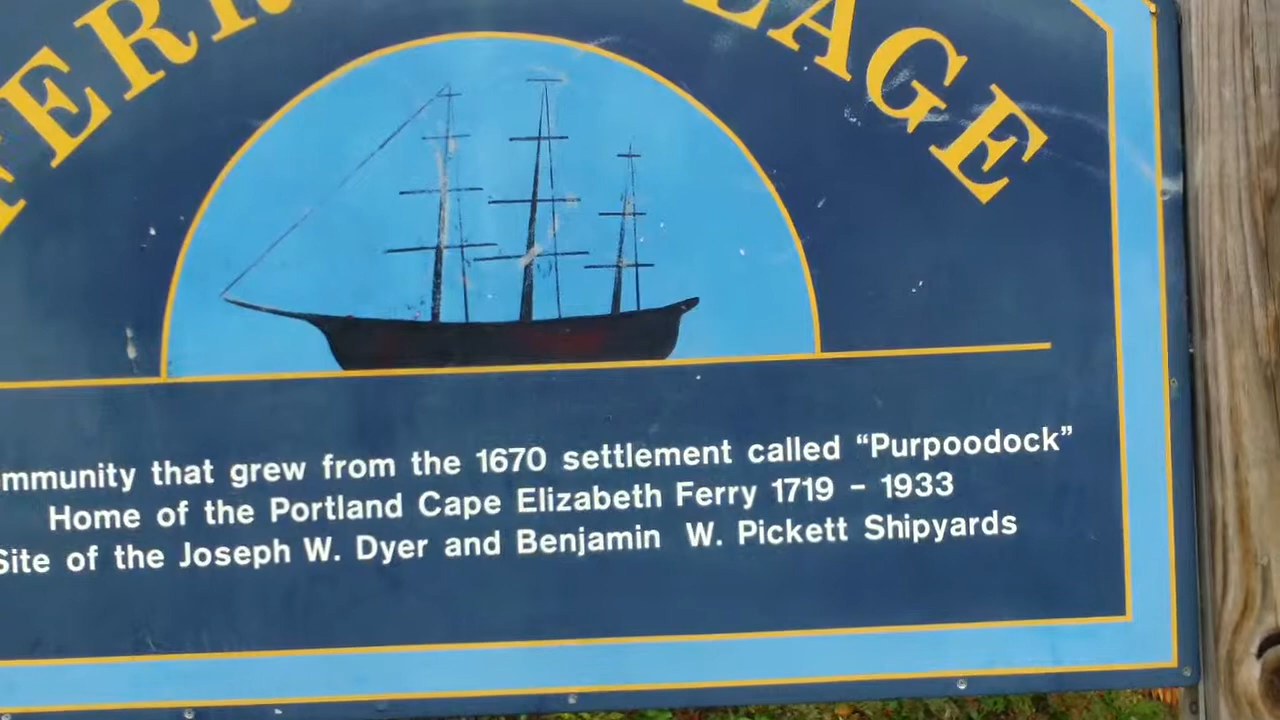 FERR LAGE
mmunity that grew from the 1670 settlement called “Purpoodock”
Home of the Portland Cape Elizabeth Ferry 1719 – 1933
Site of the Joseph W. Dyer and Benjamin W. Pickett Shipyards